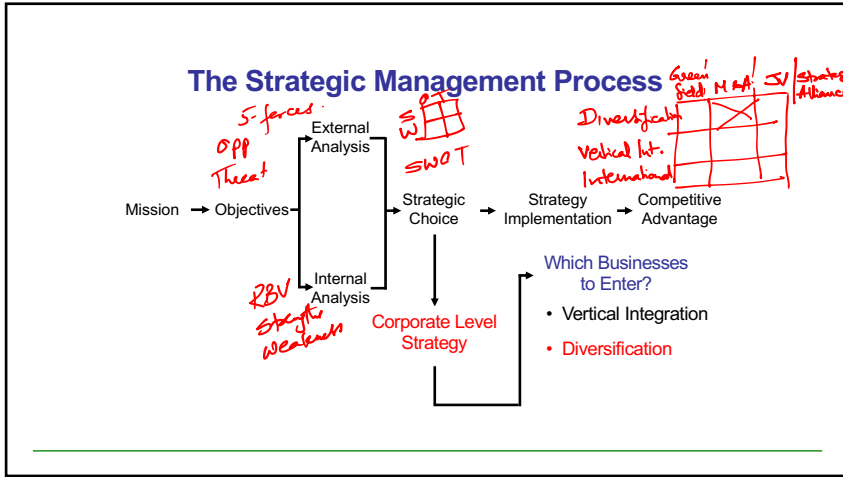 The Strategic Management Process
Green field
M&A
JV
Strategic
Alliance
Diversification
Vertical Int.
International
5-forces.
Opp
Threat
External
Analysis
O T
S
W
SWOT
Mission
Objectives
Strategic
Choice
Strategy
Implementation
Competitive
Advantage
Internal
Analysis
RBV
Strengths
Weakness
Corporate Level
Strategy
Which Businesses
to Enter?
• Vertical Integration
• Diversification